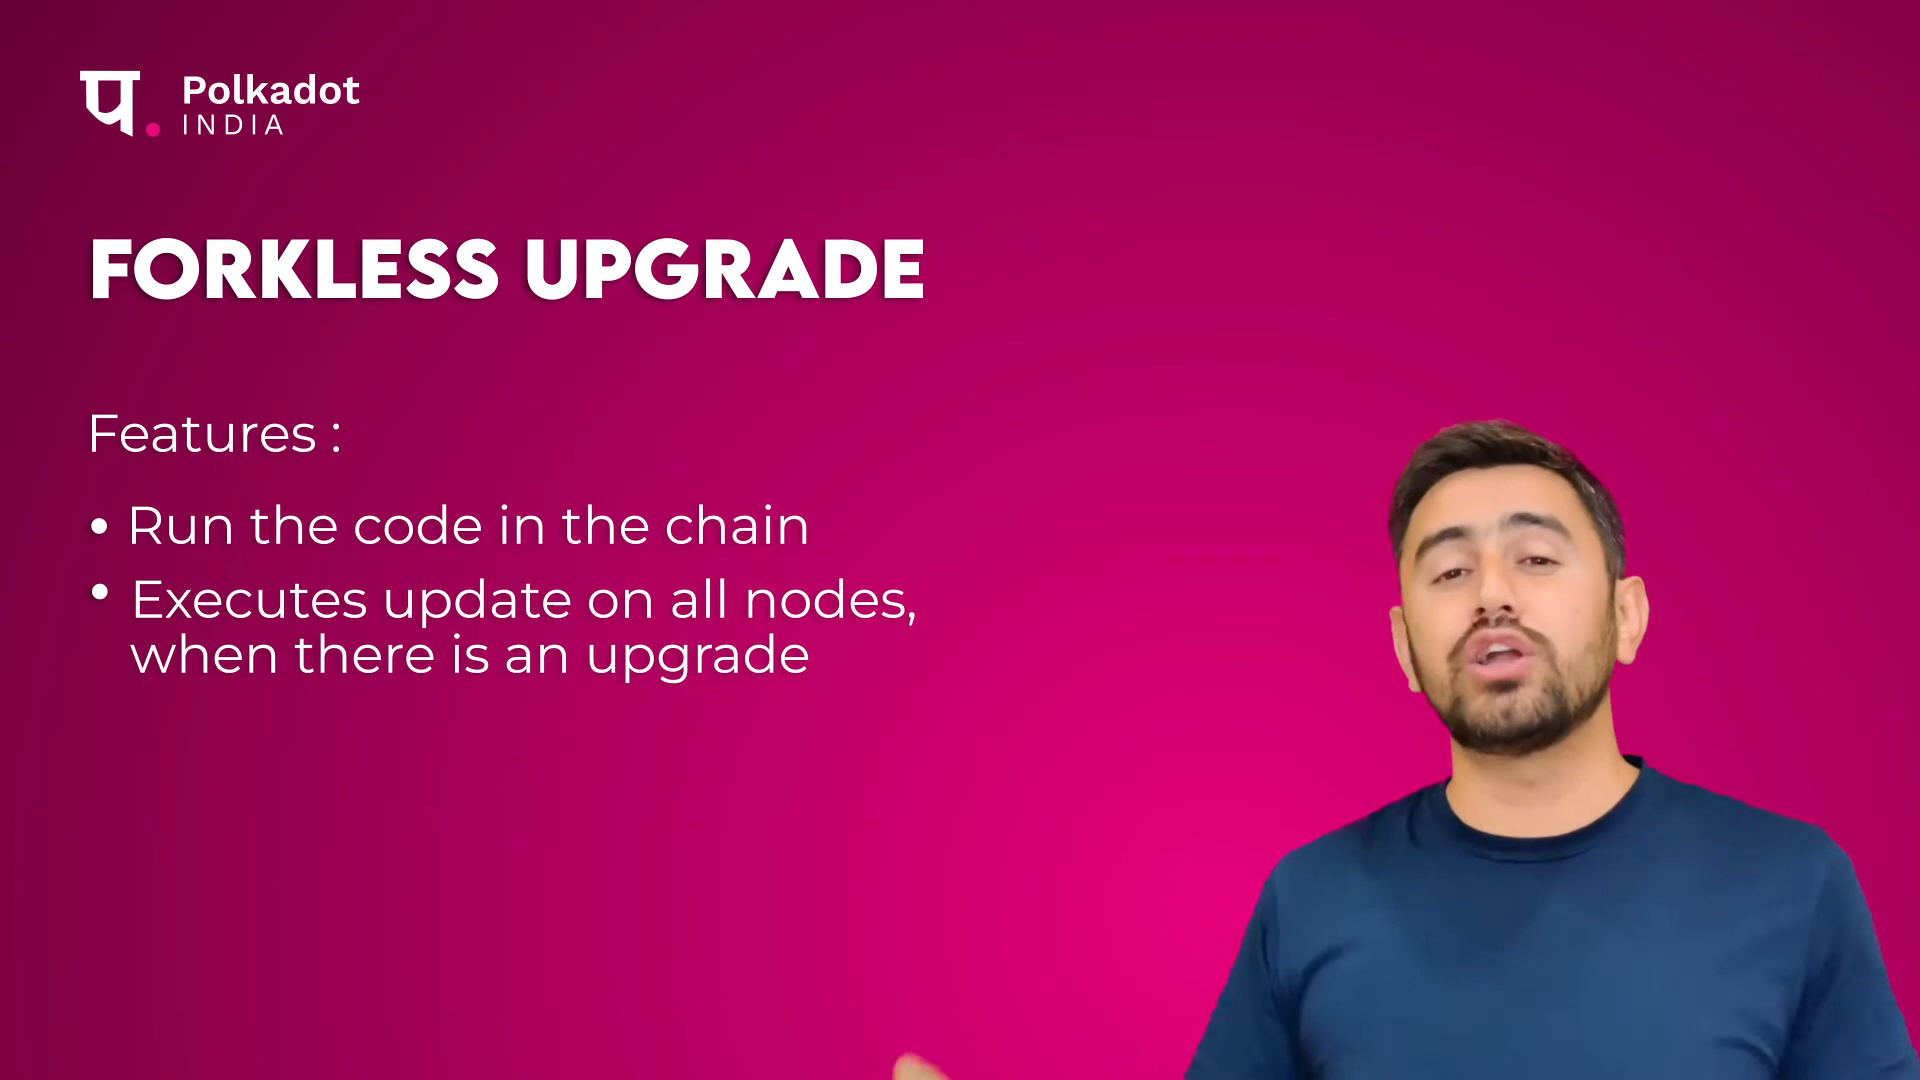 प.
Polkadot
INDIA
FORKLESS UPGRADE
Features :
• Run the code in the chain
• Executes update on all nodes,
when there is an upgrade